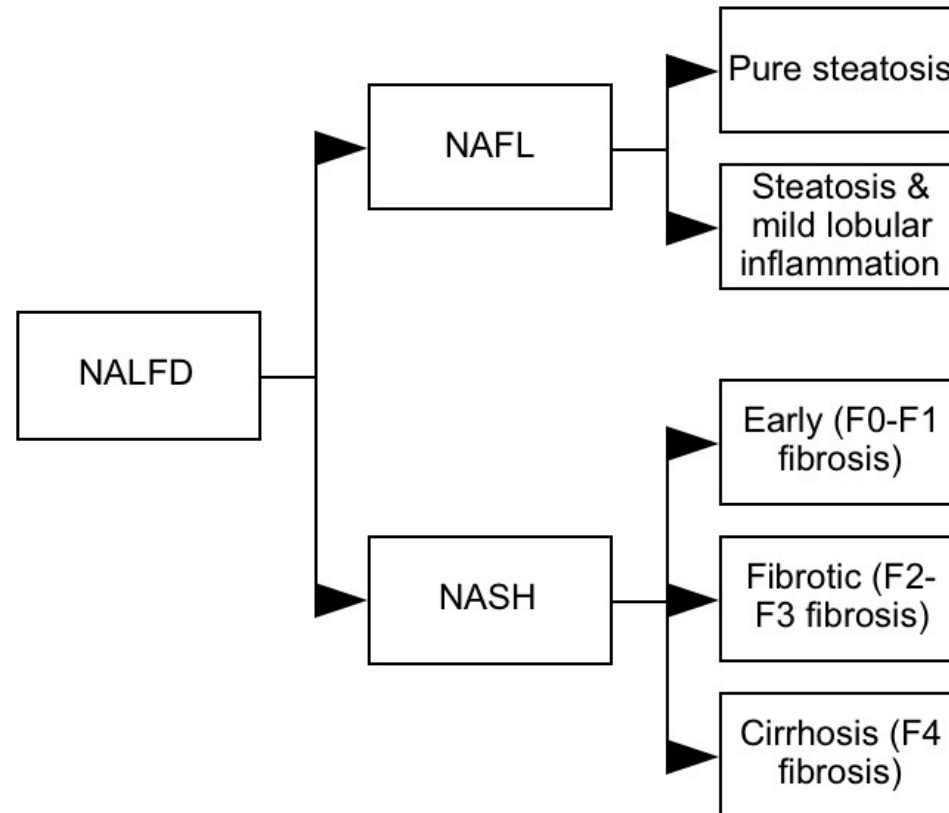 NALFD
NAFL
Pure steatosis
Steatosis &
mild lobular
inflammation
NASH
Early (F0-F1
fibrosis)
Fibrotic (F2-
F3 fibrosis)
Cirrhosis (F4
fibrosis)